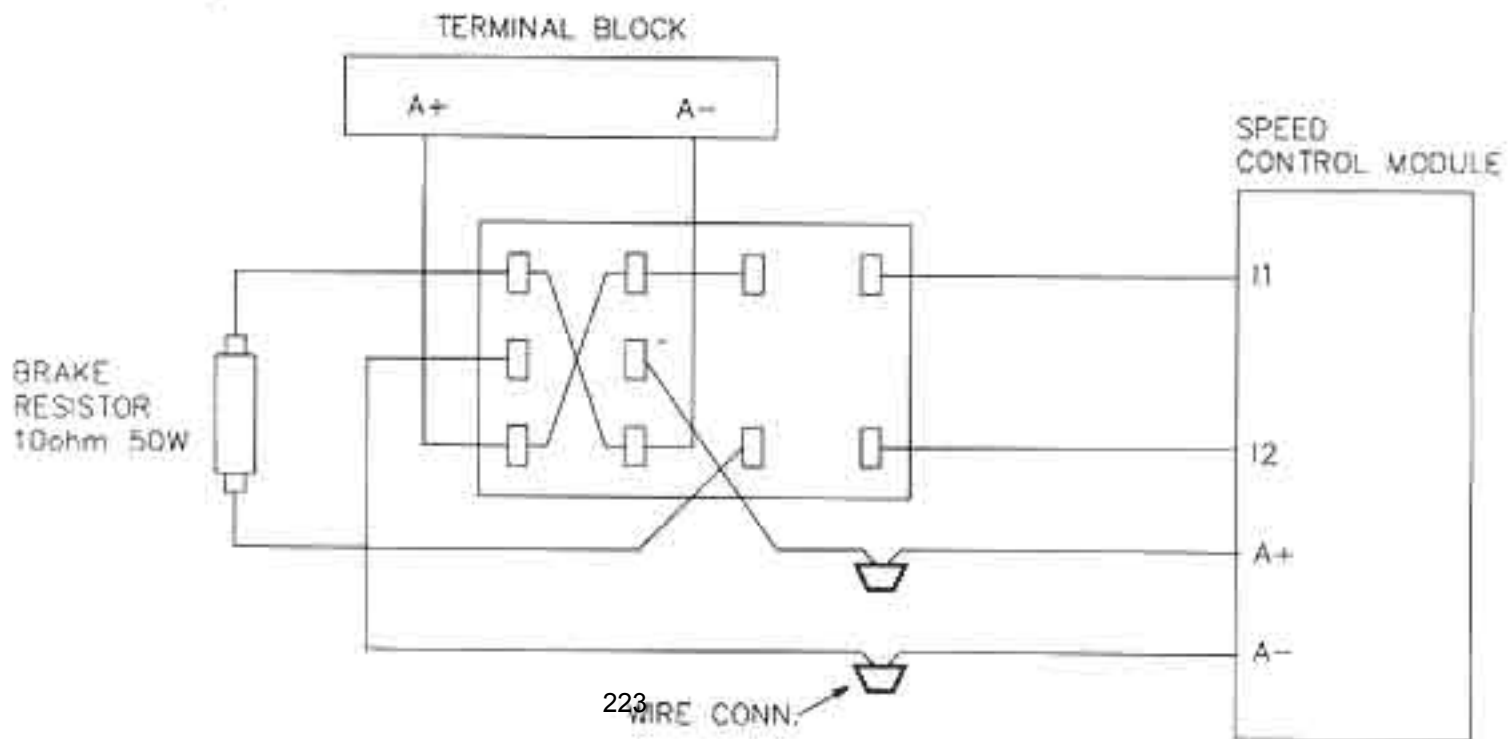 TERMINAL BLOCK
A+ A-
SPEED
CONTROL MODULE
I1
BRAKE
RESISTOR
10ohm 50W
-
I2
A+
A-
223
WIRE CONN.